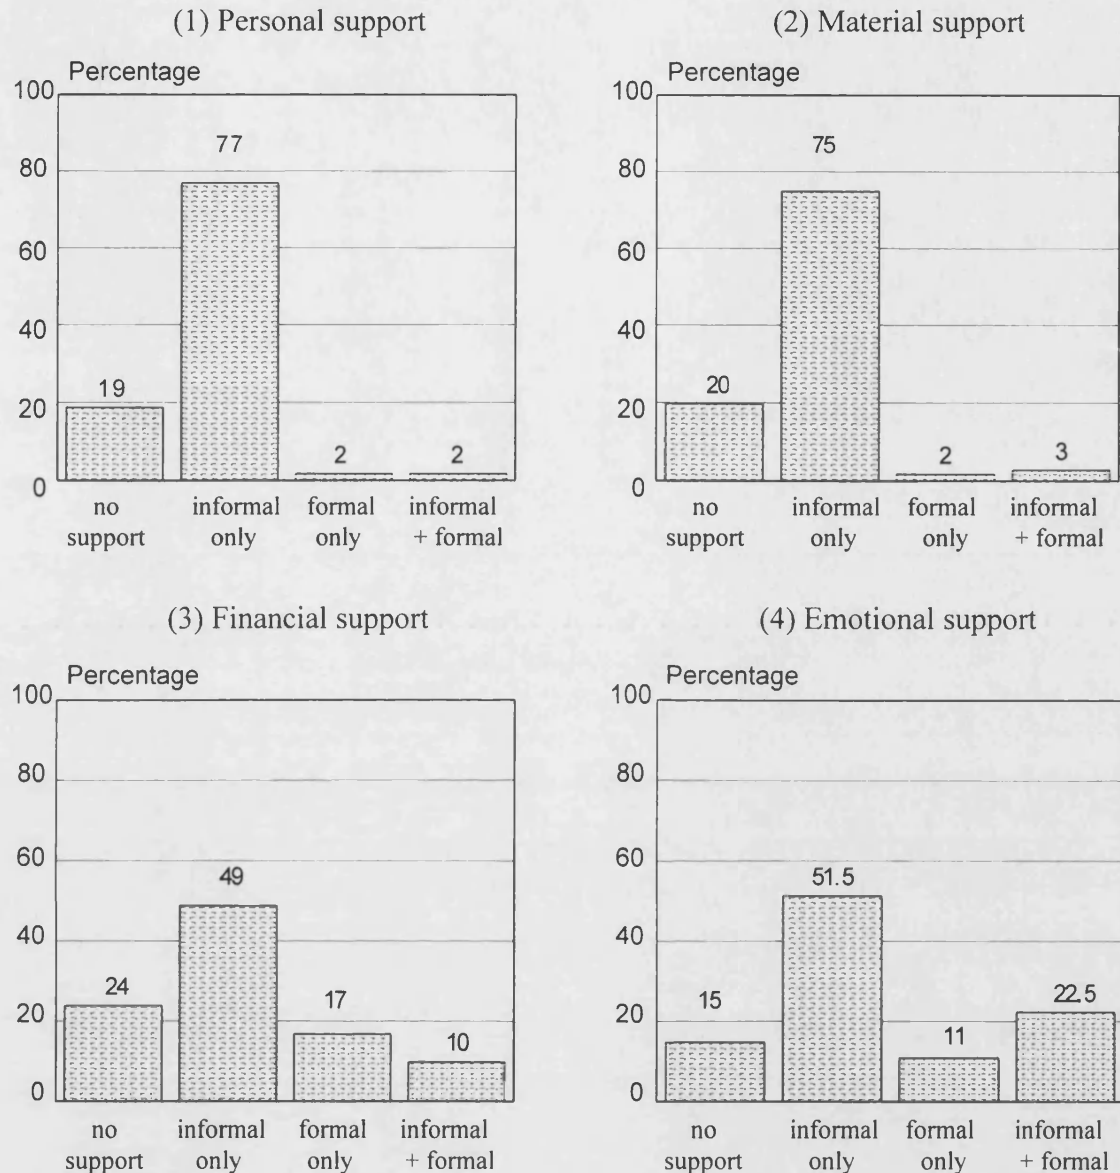 (1) Personal support
Percentage
100
80
60
40
20
0
77
19
2
2
no support
informal only
formal only
informal + formal
(2) Material support
Percentage
100
80
60
40
20
0
75
20
2
3
no support
informal only
formal only
informal + formal
(3) Financial support
Percentage
100
80
60
40
20
0
49
24
17
10
no support
informal only
formal only
informal + formal
(4) Emotional support
Percentage
100
80
60
40
20
0
51.5
15
11
22.5
no support
informal only
formal only
informal + formal